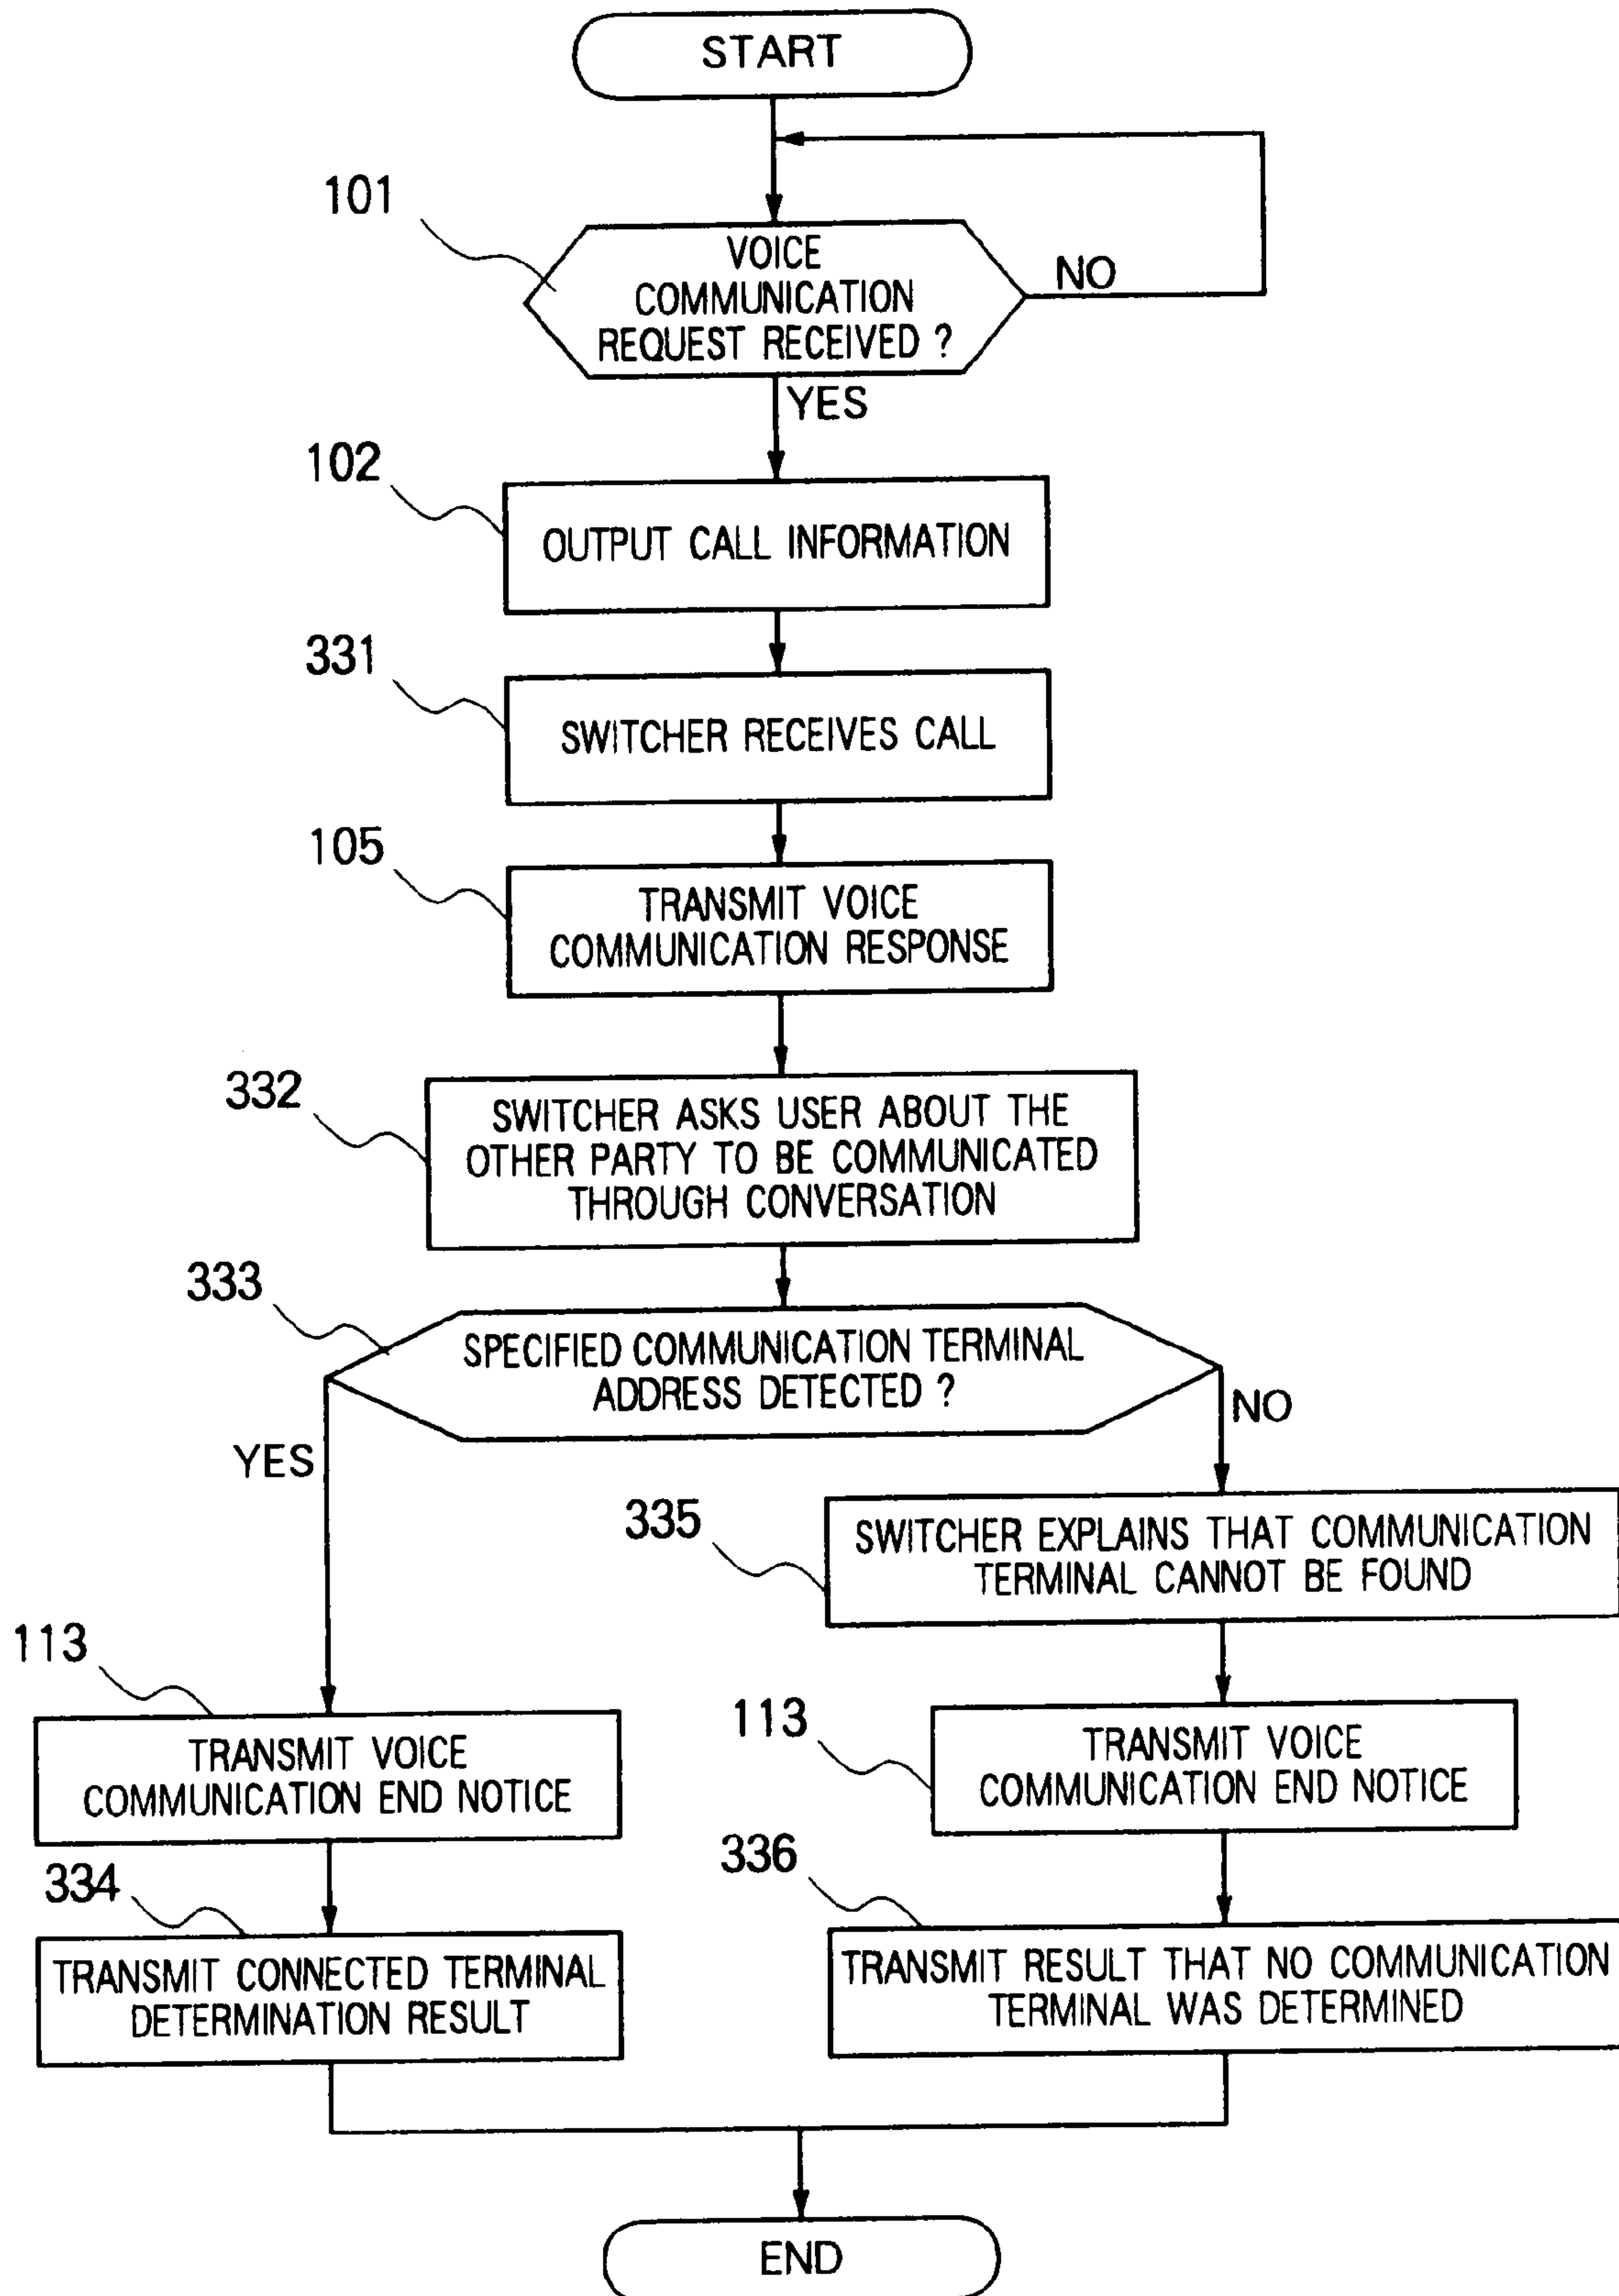 START
101
VOICE
COMMUNICATION
REQUEST RECEIVED ?
NO
YES
102
OUTPUT CALL INFORMATION
331
SWITCHER RECEIVES CALL
105
TRANSMIT VOICE
COMMUNICATION RESPONSE
332
SWITCHER ASKS USER ABOUT THE
OTHER PARTY TO BE COMMUNICATED
THROUGH CONVERSATION
333
SPECIFIED COMMUNICATION TERMINAL
ADDRESS DETECTED ?
YES
NO
335
SWITCHER EXPLAINS THAT COMMUNICATION
TERMINAL CANNOT BE FOUND
113
TRANSMIT VOICE
COMMUNICATION END NOTICE
113
TRANSMIT VOICE
COMMUNICATION END NOTICE
334
TRANSMIT CONNECTED TERMINAL
DETERMINATION RESULT
336
TRANSMIT RESULT THAT NO COMMUNICATION
TERMINAL WAS DETERMINED
END